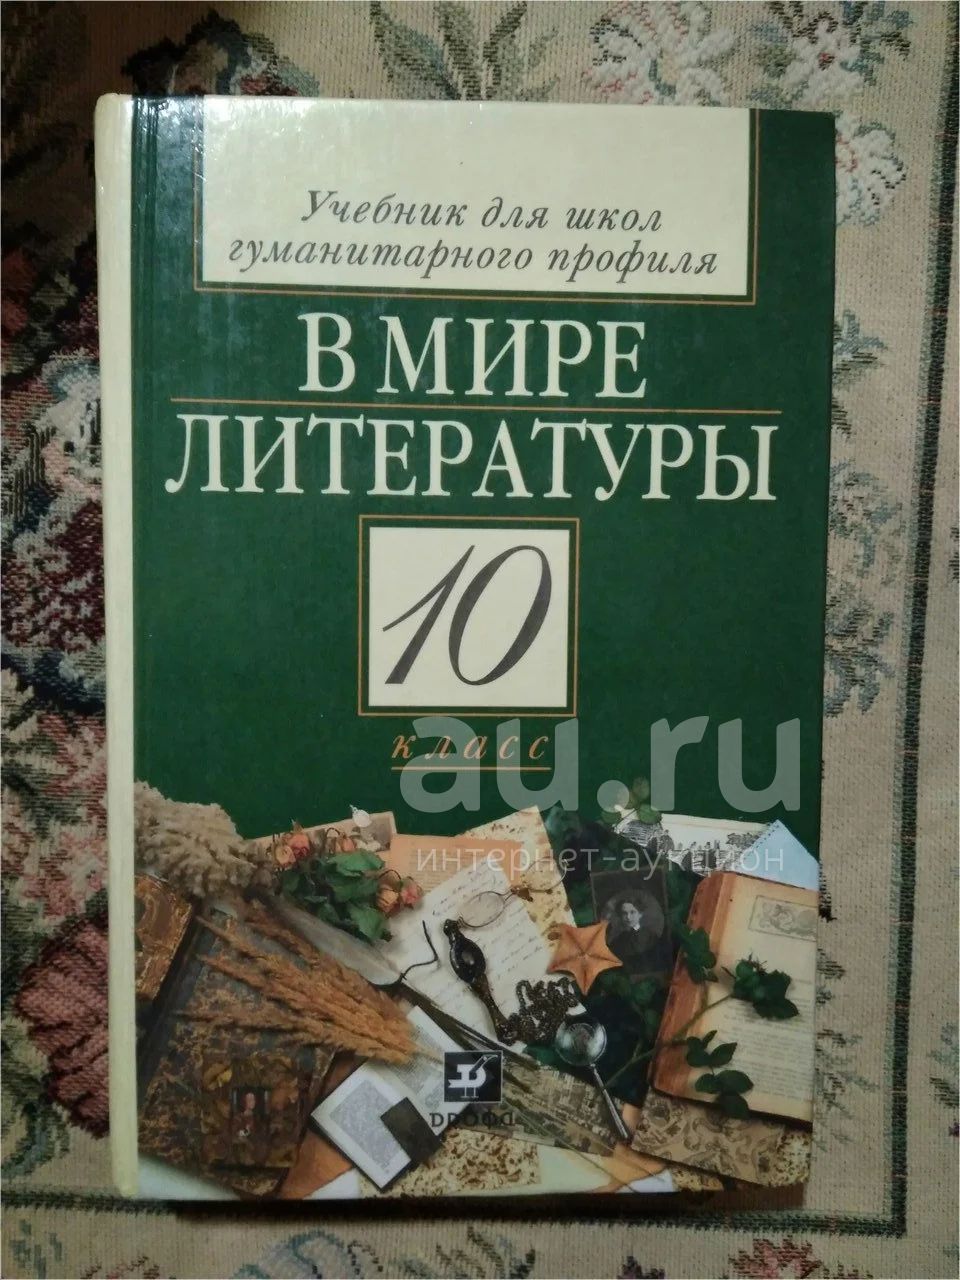 Учебник для школ
гуманитарного профиля
В МИРЕ
ЛИТЕРАТУРЫ
10
класс
au.ru
интернет-аукцион
ДРОФА